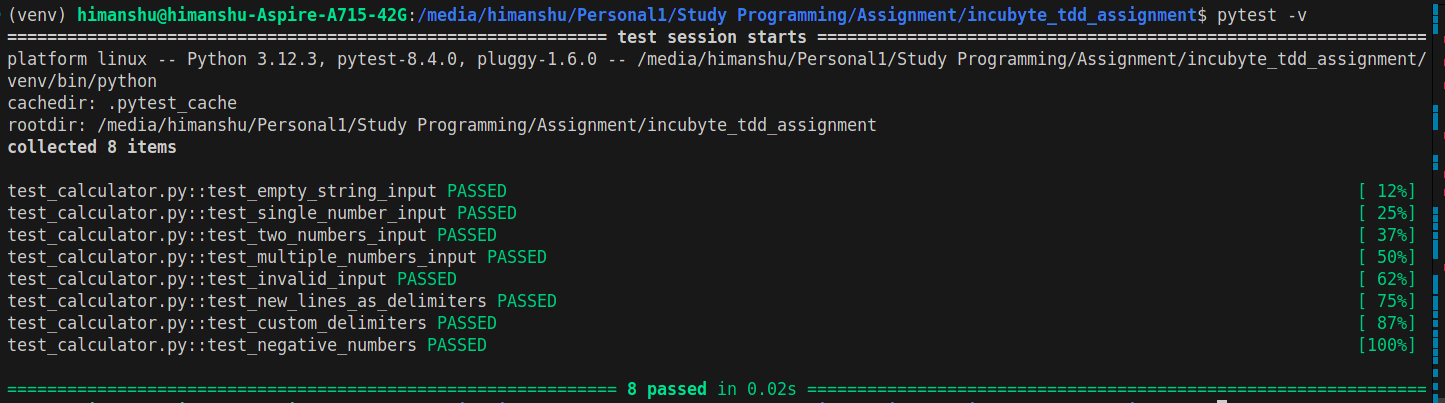 (venv) himanshu@himanshu-Aspire-A715-42G:/media/himanshu/Personal1/Study Programming/Assignment/incubyte_tdd_assignment$ pytest -v
============================================================ test session starts =============================================================
platform linux -- Python 3.12.3, pytest-8.4.0, pluggy-1.6.0 -- /media/himanshu/Personal1/Study Programming/Assignment/incubyte_tdd_assignment/
venv/bin/python
cachedir: .pytest_cache
rootdir: /media/himanshu/Personal1/Study Programming/Assignment/incubyte_tdd_assignment
collected 8 items
test_calculator.py::test_empty_string_input PASSED [ 12%]
test_calculator.py::test_single_number_input PASSED [ 25%]
test_calculator.py::test_two_numbers_input PASSED [ 37%]
test_calculator.py::test_multiple_numbers_input PASSED [ 50%]
test_calculator.py::test_invalid_input PASSED [ 62%]
test_calculator.py::test_new_lines_as_delimiters PASSED [ 75%]
test_calculator.py::test_custom_delimiters PASSED [ 87%]
test_calculator.py::test_negative_numbers PASSED [100%]
============================================================= 8 passed in 0.02s ==============================================================